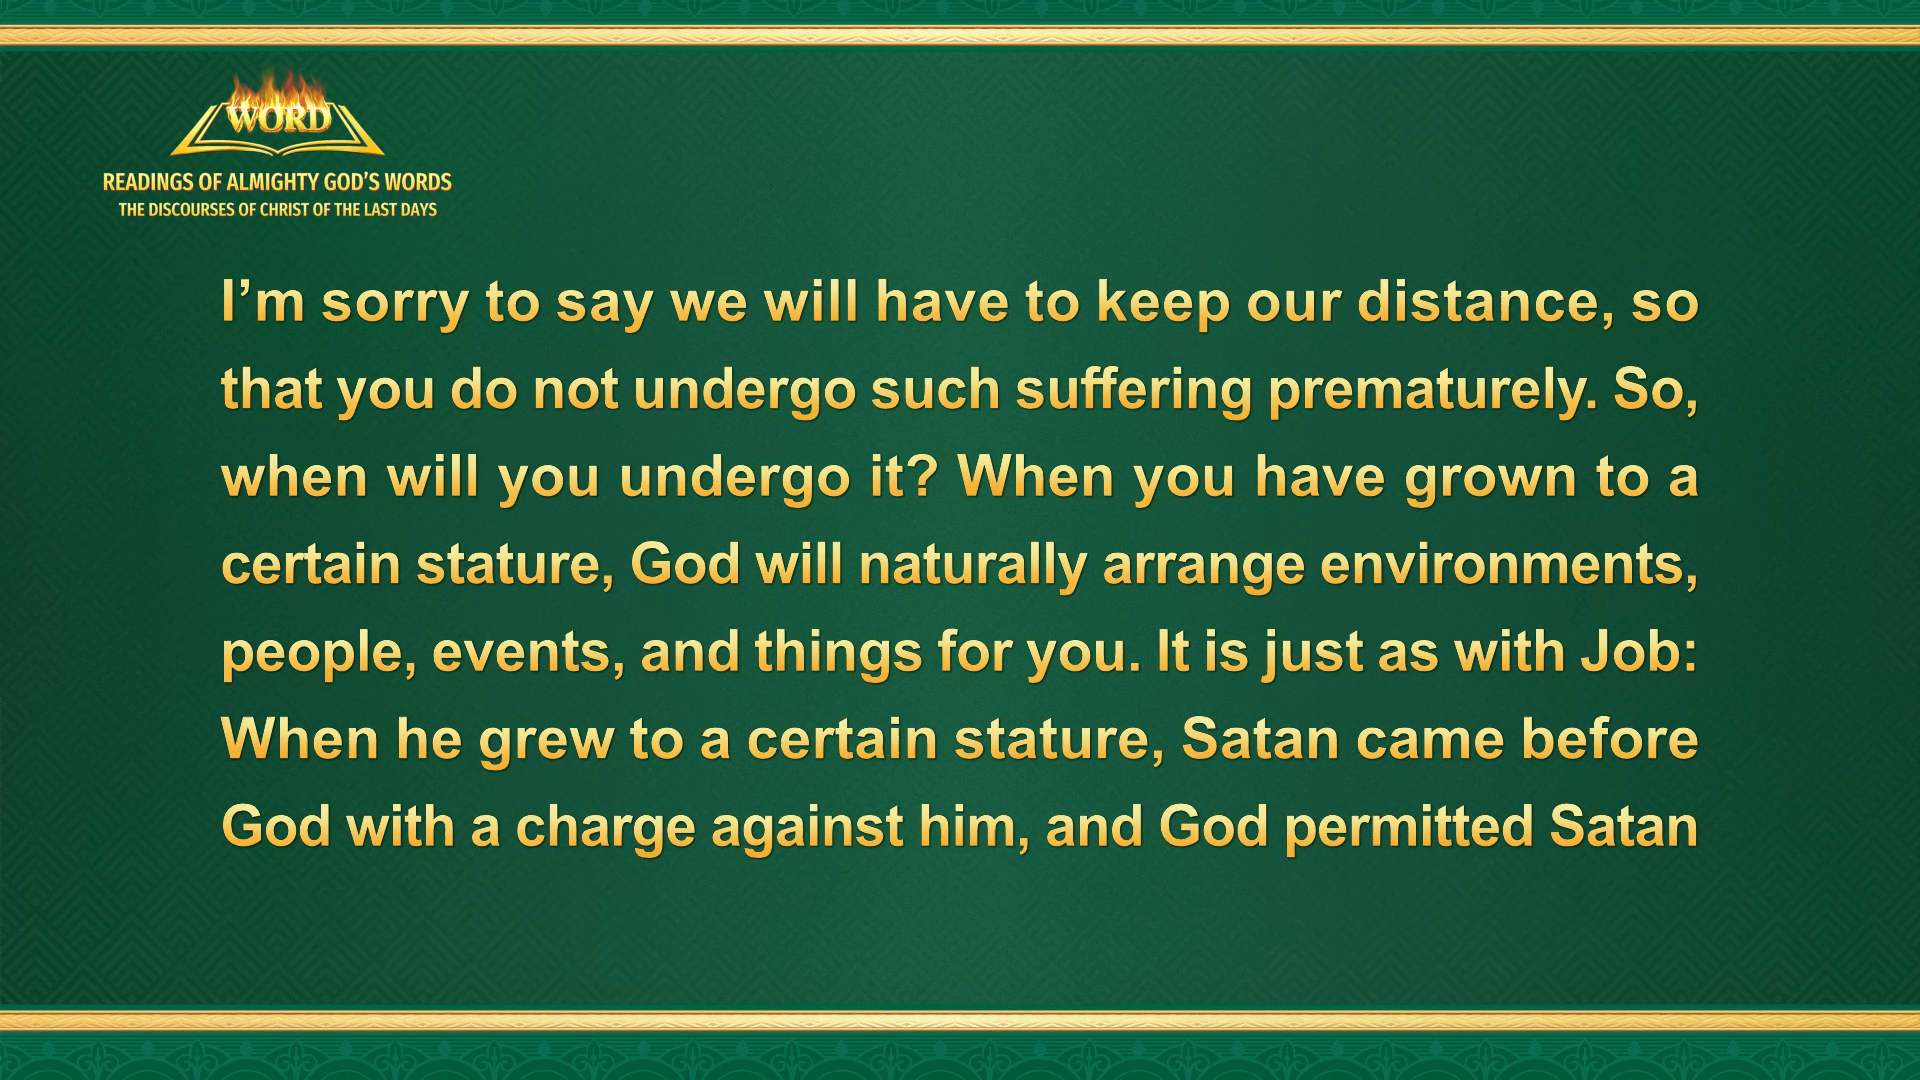 WORD
READINGS OF ALMIGHTY GOD’S WORDS
THE DISCOURSES OF CHRIST OF THE LAST DAYS
I’m sorry to say we will have to keep our distance, so
that you do not undergo such suffering prematurely. So,
when will you undergo it? When you have grown to a
certain stature, God will naturally arrange environments,
people, events, and things for you. It is just as with Job:
When he grew to a certain stature, Satan came before
God with a charge against him, and God permitted Satan